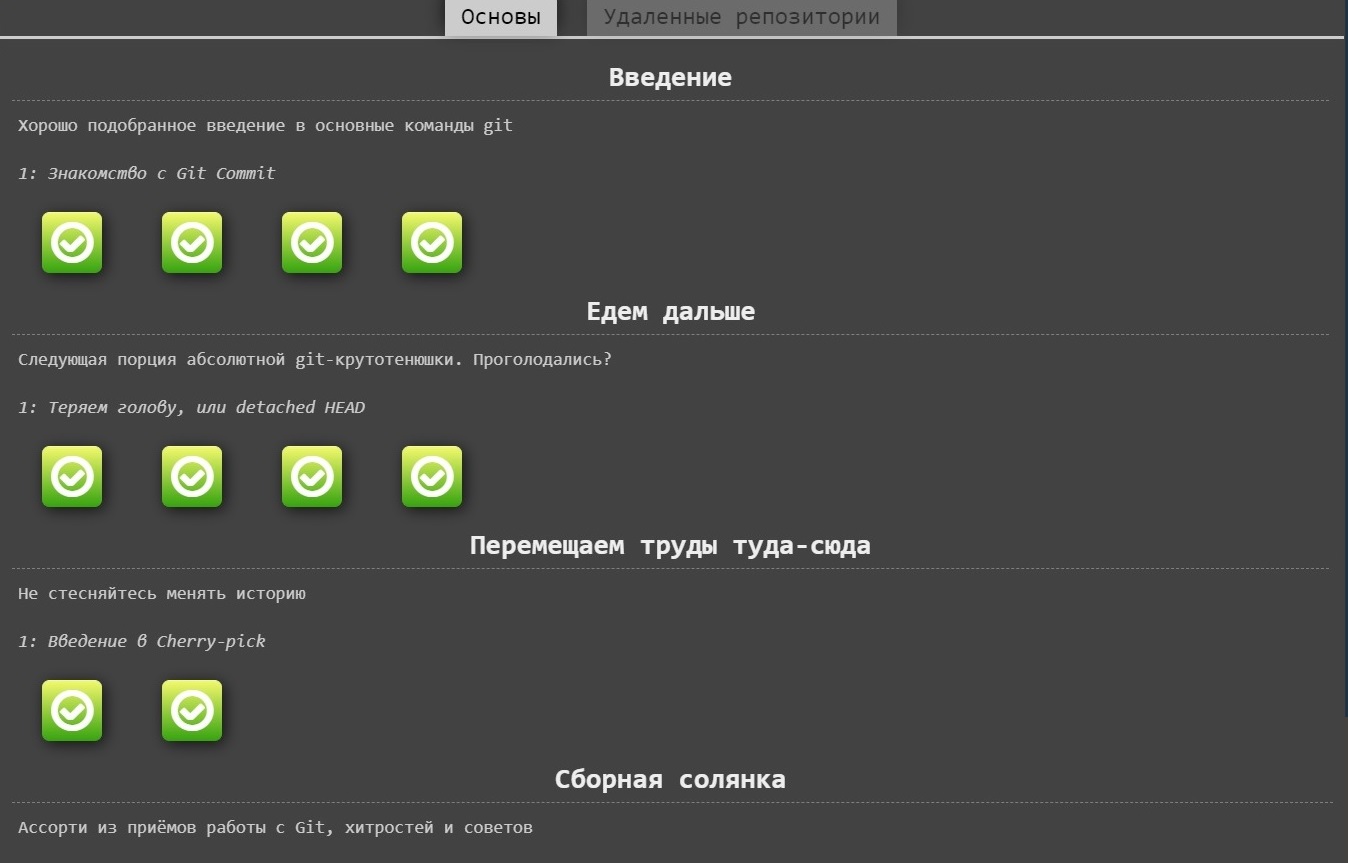 Основы Удаленные репозитории
Введение
Хорошо подобранное введение в основные команды git
1: Знакомство с Git Commit
Едем дальше
Следующая порция абсолютной git-крутотенюшки. Проголодались?
1: Теряем голову, или detached HEAD
Перемещаем труды туда-сюда
Не стесняйтесь менять историю
1: Введение в Cherry-pick
Сборная солянка
Ассорти из приёмов работы с Git, хитростей и советов